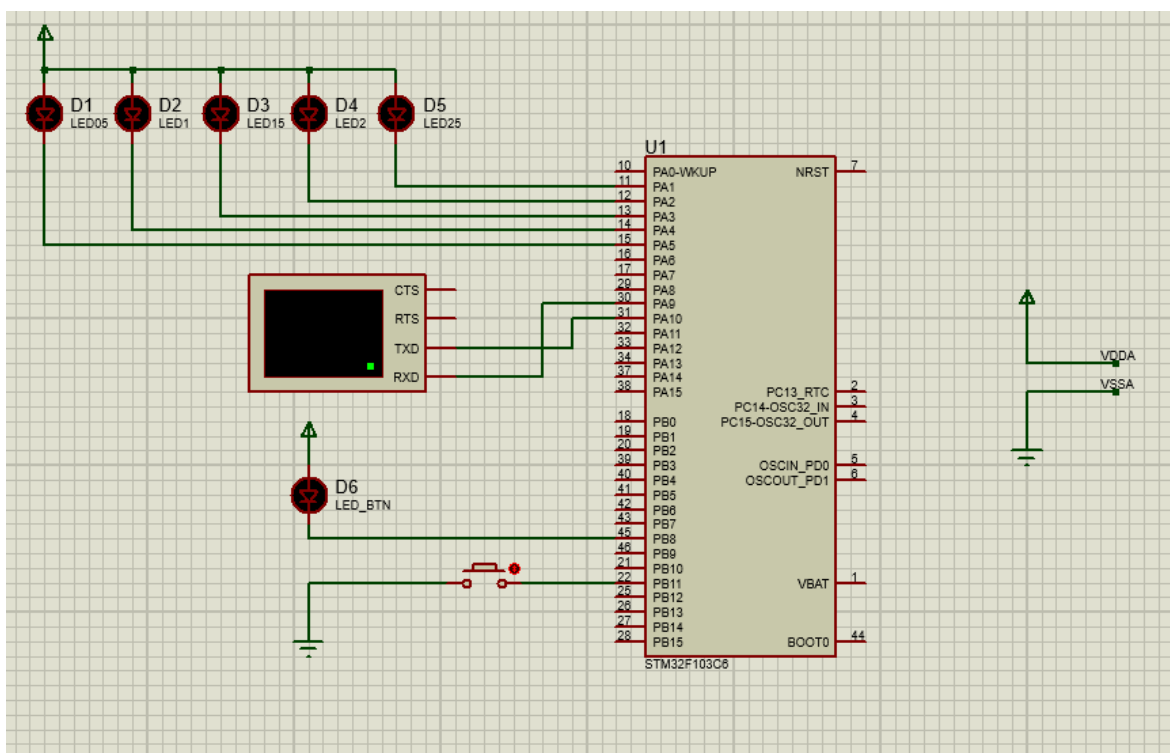 D1
LED05
D2
LED1
D3
LED15
D4
LED2
D5
LED25
U1
10 PA0-WKUP NRST 7
11 PA1
12 PA2
13 PA3
14 PA4
15 PA5
16 PA6
17 PA7
29 PA8
30 PA9
31 PA10
32 PA11
33 PA12
34 PA13
37 PA14
38 PA15
PC13_RTC 2
PC14-OSC32_IN 3
PC15-OSC32_OUT 4
18 PB0
19 PB1
20 PB2
39 PB3
OSCIN_PD0 5
40 PB4
OSCOUT_PD1 6
41 PB5
42 PB6
43 PB7
45 PB8
46 PB9
21 PB10
22 PB11
VBAT 1
25 PB12
26 PB13
27 PB14
28 PB15
BOOT0 44
STM32F103C6
CTS
RTS
TXD
RXD
D6
LED_BTN
VDDA
VSSA